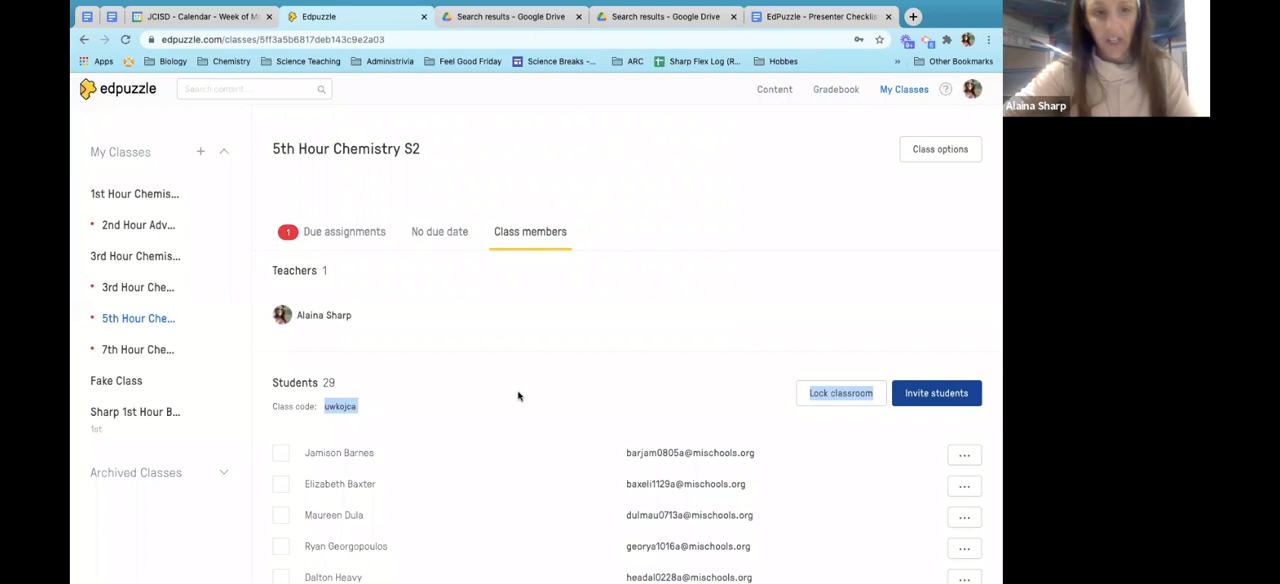 JCISD - Calendar - Week of M
Edpuzzle
Search results - Google Drive
Search results - Google Drive
EdPuzzle - Presenter Checklis
edpuzzle.com/classes/5ff3a5b6817deb143c9e2a03
Apps
Biology
Chemistry
Science Teaching
Administrivia
Feel Good Friday
Science Breaks -...
ARC
Sharp Flex Log (R...
Hobbes
»
Other Bookmarks
edpuzzle
Search content...
Content
Gradebook
My Classes
?
Alaina Sharp
My Classes
+
5th Hour Chemistry S2
Class options
1st Hour Chemis...
2nd Hour Adv...
3rd Hour Chemis...
3rd Hour Che...
5th Hour Che...
7th Hour Che...
Fake Class
Sharp 1st Hour B...
1st
Archived Classes
1 Due assignments
No due date
Class members
Teachers 1
Alaina Sharp
Students 29
Class code: uwkojca
Lock classroom
Invite students
Jamison Barnes barjam0805a@mischools.org ...
Elizabeth Baxter baxeli1129a@mischools.org ...
Maureen Dula dulmau0713a@mischools.org ...
Ryan Georgopoulos georya1016a@mischools.org ...
Dalton Heavy headal0228a@mischools.org ...